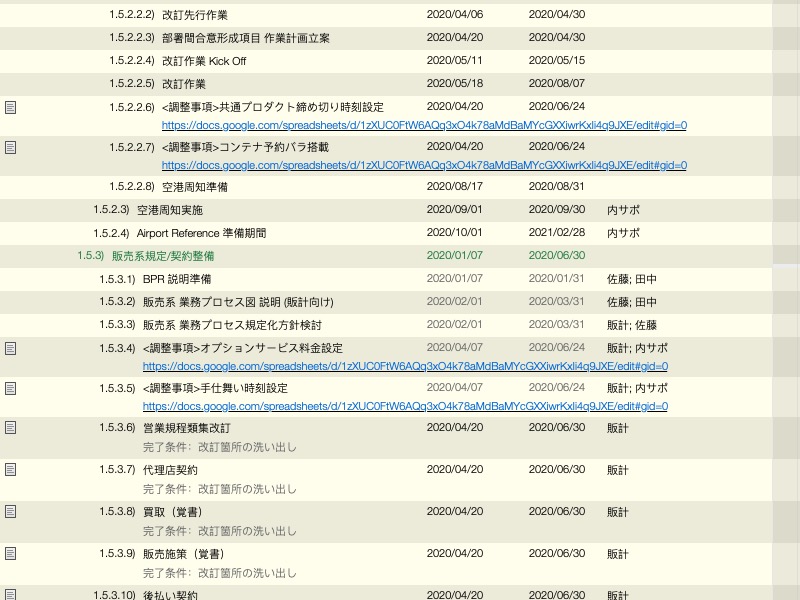 1.5.2.2.2) 改訂先行作業 2020/04/06 2020/04/30
1.5.2.2.3) 部署間合意形成項目 作業計画立案 2020/04/20 2020/04/30
1.5.2.2.4) 改訂作業 Kick Off 2020/05/11 2020/05/15
1.5.2.2.5) 改訂作業 2020/05/18 2020/08/07
1.5.2.2.6) <調整事項>共通プロダクト締め切り時刻設定 2020/04/20 2020/06/24
https://docs.google.com/spreadsheets/d/1zXUC0FtW6AQq3xO4k78aMdBaMYcGXXiwrKxli4q9JXE/edit#gid=0
1.5.2.2.7) <調整事項>コンテナ予約バラ搭載 2020/04/20 2020/06/24
https://docs.google.com/spreadsheets/d/1zXUC0FtW6AQq3xO4k78aMdBaMYcGXXiwrKxli4q9JXE/edit#gid=0
1.5.2.2.8) 空港周知準備 2020/08/17 2020/08/31
1.5.2.3) 空港周知実施 2020/09/01 2020/09/30 内サポ
1.5.2.4) Airport Reference 準備期間 2020/10/01 2021/02/28 内サポ
1.5.3) 販売系規定/契約整備 2020/01/07 2020/06/30
1.5.3.1) BPR 説明準備 2020/01/07 2020/01/31 佐藤; 田中
1.5.3.2) 販売系 業務プロセス図 説明 (販計向け) 2020/02/01 2020/03/31 佐藤; 田中
1.5.3.3) 販売系 業務プロセス規定化方針検討 2020/02/01 2020/03/31 販計; 佐藤
1.5.3.4) <調整事項>オプションサービス料金設定 2020/04/07 2020/06/24 販計; 内サポ
https://docs.google.com/spreadsheets/d/1zXUC0FtW6AQq3xO4k78aMdBaMYcGXXiwrKxli4q9JXE/edit#gid=0
1.5.3.5) <調整事項>手仕舞い時刻設定 2020/04/07 2020/06/24 販計; 内サポ
https://docs.google.com/spreadsheets/d/1zXUC0FtW6AQq3xO4k78aMdBaMYcGXXiwrKxli4q9JXE/edit#gid=0
1.5.3.6) 営業規程類集改訂 2020/04/20 2020/06/30 販計
完了条件: 改訂箇所の洗い出し
1.5.3.7) 代理店契約 2020/04/20 2020/06/30 販計
完了条件: 改訂箇所の洗い出し
1.5.3.8) 買取（覚書） 2020/04/20 2020/06/30 販計
完了条件: 改訂箇所の洗い出し
1.5.3.9) 販売施策（覚書） 2020/04/20 2020/06/30 販計
完了条件: 改訂箇所の洗い出し
1.5.3.10) 後払い契約 2020/04/20 2020/06/30 販計